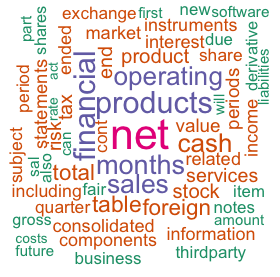 exchange first new software
part shares ended market instruments derivative
act interest due
end product share liabilities
period statements rate risk tax financial operating
can cont products will periods income
subject also sal net value
months cash
total sales related
including fair stock services
quarter table foreign item
gross consolidated notes
costs components information amount
future business thirdparty